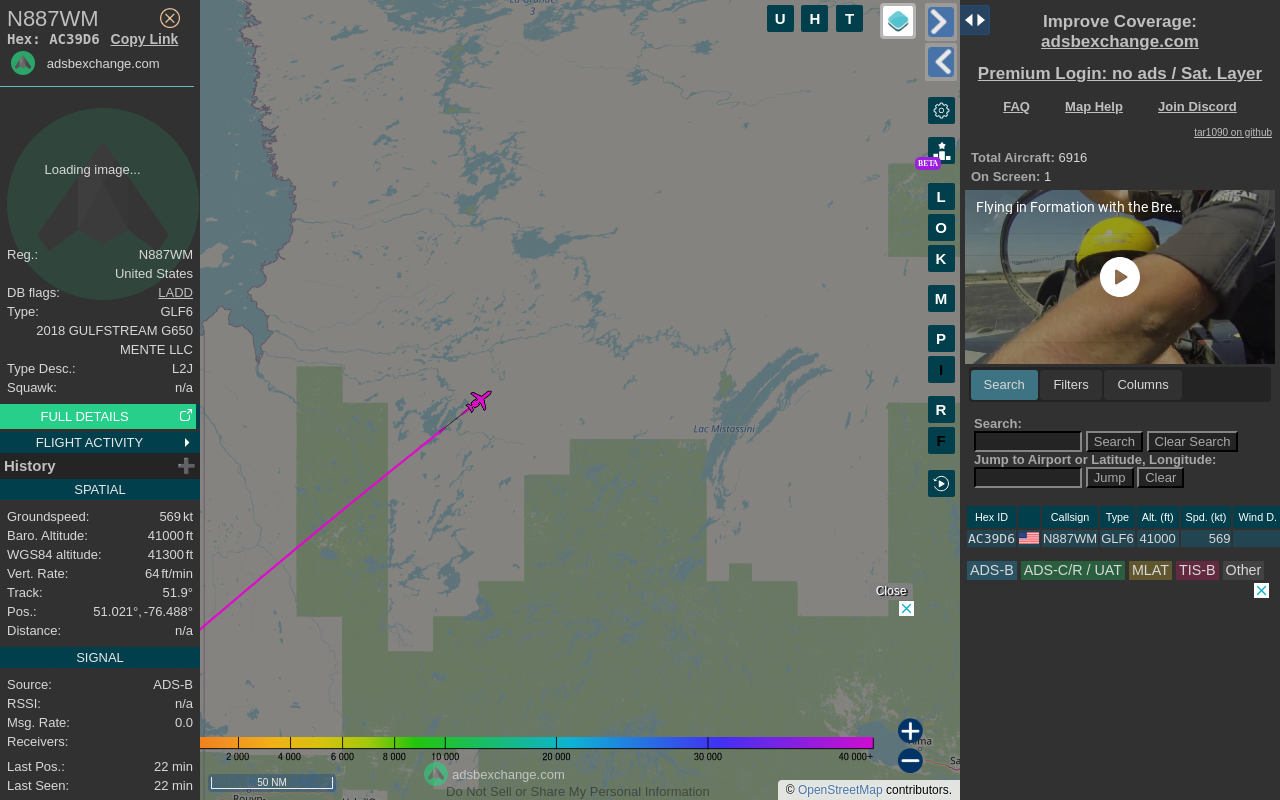 N887WM
Hex: AC39D6 Copy Link
adsbexchange.com
Loading image...
Reg.: N887WM
United States
DB flags: LADD
Type: GLF6
2018 GULFSTREAM G650
MENTE LLC
Type Desc.: L2J
Squawk: n/a
FULL DETAILS
FLIGHT ACTIVITY
History
SPATIAL
Groundspeed: 569 kt
Baro. Altitude: 41000 ft
WGS84 altitude: 41300 ft
Vert. Rate: 64 ft/min
Track: 51.9°
Pos.: 51.021°, -76.488°
Distance: n/a
SIGNAL
Source: ADS-B
RSSI: n/a
Msg. Rate: 0.0
Receivers:
Last Pos.: 22 min
Last Seen: 22 min
3
U H T
BETA
L
O
K
M
P
I
R
F
Lac Mistassini
Close
2 000 4 000 6 000 8 000 10 000 20 000 30 000 40 000+
50 NM
adsbexchange.com
Do Not Sell or Share My Personal Information
© OpenStreetMap contributors.
Improve Coverage:
adsbexchange.com
Premium Login: no ads / Sat. Layer
FAQ Map Help Join Discord
tar1090 on github
Total Aircraft: 6916
On Screen: 1
Flying in Formation with the Bre...
Search Filters Columns
Search:
Search Clear Search
Jump to Airport or Latitude, Longitude:
Jump Clear
Hex ID Callsign Type Alt. (ft) Spd. (kt) Wind D.
AC39D6 N887WM GLF6 41000 569
ADS-B ADS-C/R / UAT MLAT TIS-B Other